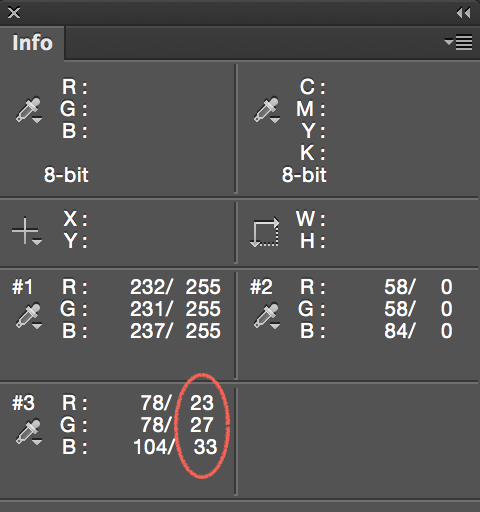 Info
R :
G :
B :
8-bit
C :
M :
Y :
K :
8-bit
X :
Y :
W :
H :
#1 R : 232/ 255
G : 231/ 255
B : 237/ 255
#2 R : 58/ 0
G : 58/ 0
B : 84/ 0
#3 R : 78/ 23
G : 78/ 27
B : 104/ 33